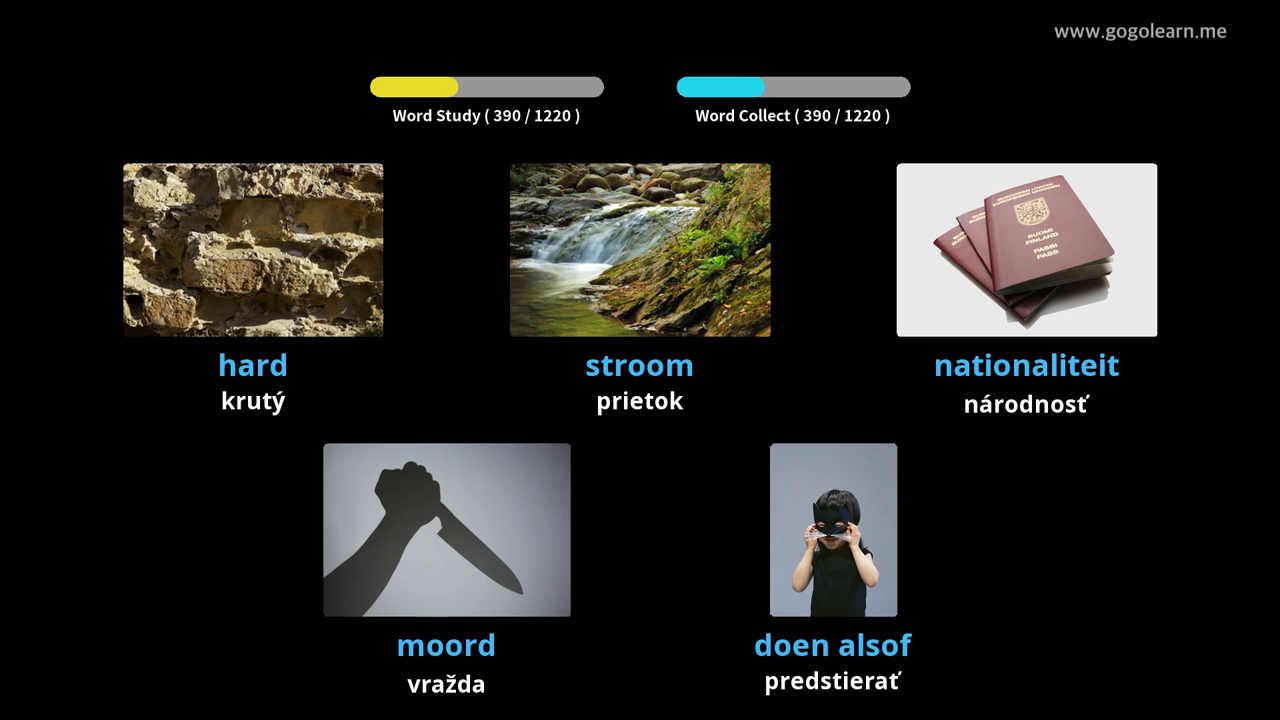 www.gogolearn.me
Word Study ( 390 / 1220 )
Word Collect ( 390 / 1220 )
SUOMI
FINLAND
PASSI
PASS
hard
krutý
stroom
prietok
nationaliteit
národnosť
moord
vražda
doen alsof
predstierať